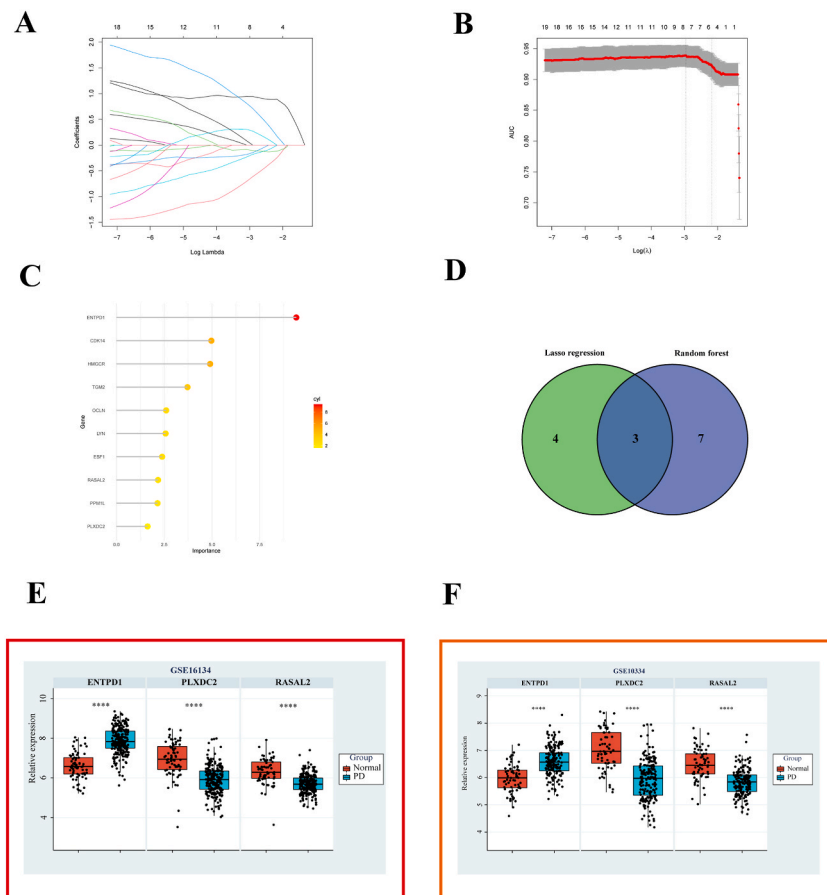 A
18 15 12 11 8 4
2.0
1.5
1.0
0.5
0.0
−0.5
−1.0
−1.5
Coefficients
−7 −6 −5 −4 −3 −2
Log Lambda
B
19 18 16 16 15 14 12 11 11 10 9 8 7 7 6 4 1 1
0.95
0.90
0.85
0.80
0.75
0.70
AUC
−7 −6 −5 −4 −3 −2
Log(λ)
C
ENTPD1
CDK14
HMGCR
TGM2
OCLN
LYN
EBF1
RASAL2
PPM1L
PLXDC2
Gene
0.0 2.5 5.0 7.5
Importance
cyl
8
6
4
2
D
Lasso regression Random forest
4 3 7
E
GSE16134
ENTPD1 PLXDC2 RASAL2
**** **** ****
10
8
6
4
Relative expression
Group
Normal
PD
F
GSE10334
ENTPD1 PLXDC2 RASAL2
**** **** ****
9
8
7
6
5
4
Relative expression
Group
Normal
PD